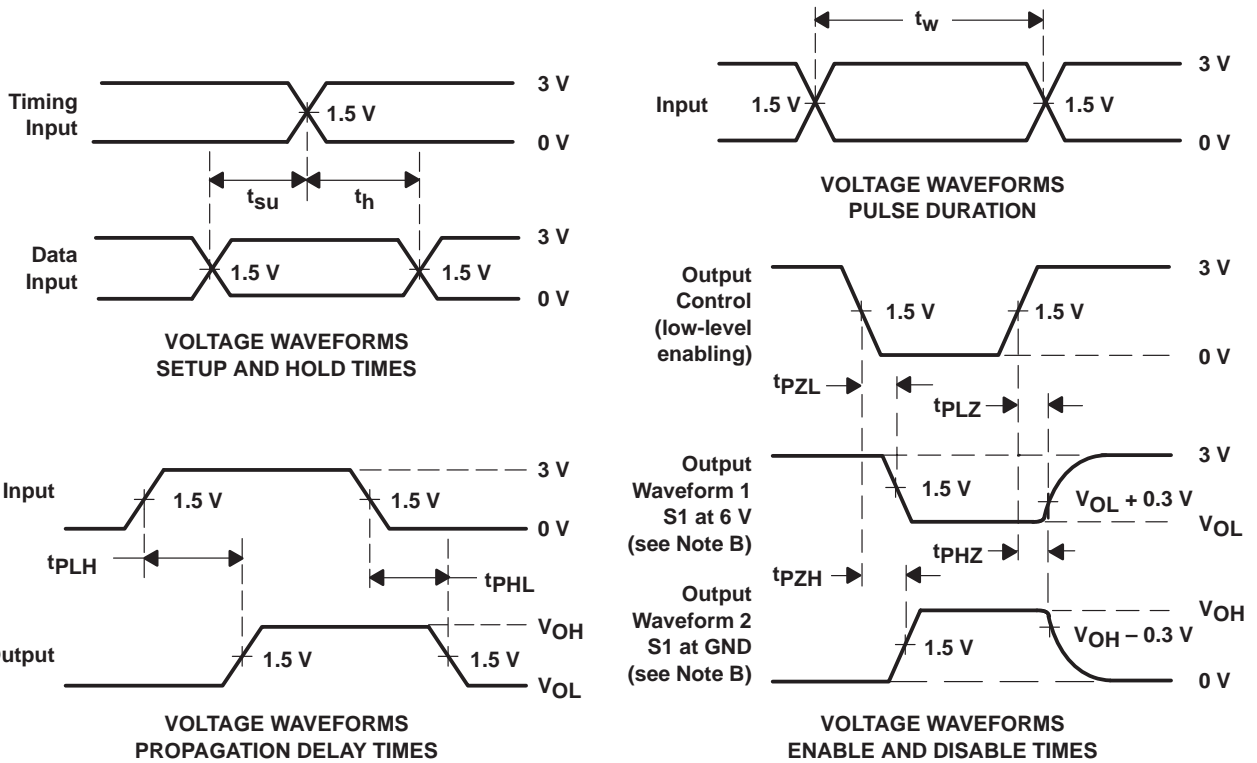 Timing
Input
3 V
1.5 V
0 V
tsu
th
Data
Input
3 V
1.5 V
1.5 V
0 V
VOLTAGE WAVEFORMS
SETUP AND HOLD TIMES
tw
Input
3 V
1.5 V
1.5 V
0 V
VOLTAGE WAVEFORMS
PULSE DURATION
Input
3 V
1.5 V
1.5 V
0 V
tPLH
tPHL
utput
VOH
1.5 V
1.5 V
VOL
VOLTAGE WAVEFORMS
PROPAGATION DELAY TIMES
Output
Control
(low-level
enabling)
3 V
1.5 V
1.5 V
0 V
tPZL
tPLZ
Output
Waveform 1
S1 at 6 V
(see Note B)
3 V
1.5 V
VOL + 0.3 V
VOL
tPZH
tPHZ
Output
Waveform 2
S1 at GND
(see Note B)
VOH
1.5 V
VOH – 0.3 V
0 V
VOLTAGE WAVEFORMS
ENABLE AND DISABLE TIMES